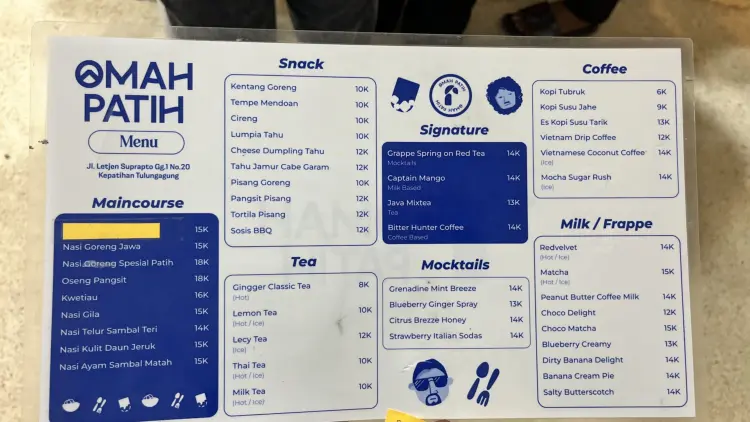 OMAH
PATIH
Menu
Jl. Letjen Suprapto Gg.1 No.20
Kepatihan Tulungagung
Maincourse
15K
Nasi Goreng Jawa 15K
Nasi Goreng Spesial Patih 18K
Oseng Pangsit 18K
Kwetiau 16K
Nasi Gila 15K
Nasi Telur Sambal Teri 14K
Nasi Kulit Daun Jeruk 15K
Nasi Ayam Sambal Matah 15K
Snack
Kentang Goreng 10K
Tempe Mendoan 10K
Cireng 10K
Lumpia Tahu 10K
Cheese Dumpling Tahu 12K
Tahu Jamur Cabe Garam 12K
Pisang Goreng 10K
Pangsit Pisang 12K
Tortila Pisang 12K
Sosis BBQ 12K
Tea
Gingger Classic Tea 8K
(Hot)
Lemon Tea 10K
(Hot / Ice)
Lecy Tea 12K
(Ice)
Thai Tea 10K
(Hot / Ice)
Milk Tea 10K
(Hot / Ice)
OMAH PATIH
OMAH PATIH
Signature
Grappe Spring on Red Tea 14K
Mocktails
Captain Mango 14K
Milk Based
Java Mixtea 13K
Tea
Bitter Hunter Coffee 14K
Coffee Based
Mocktails
Grenadine Mint Breeze 14K
Blueberry Ginger Spray 13K
Citrus Brezze Honey 14K
Strawberry Italian Sodas 14K
Coffee
Kopi Tubruk 6K
Kopi Susu Jahe 9K
Es Kopi Susu Tarik 13K
Vietnam Drip Coffee 12K
Vietnamese Coconut Coffee 14K
(Ice)
Mocha Sugar Rush 14K
(Ice)
Milk / Frappe
Redvelvet 14K
(Hot / Ice)
Matcha 15K
(Hot / Ice)
Peanut Butter Coffee Milk 14K
Choco Delight 12K
Choco Matcha 15K
Blueberry Creamy 13K
Dirty Banana Delight 14K
Banana Cream Pie 14K
Salty Butterscotch 14K